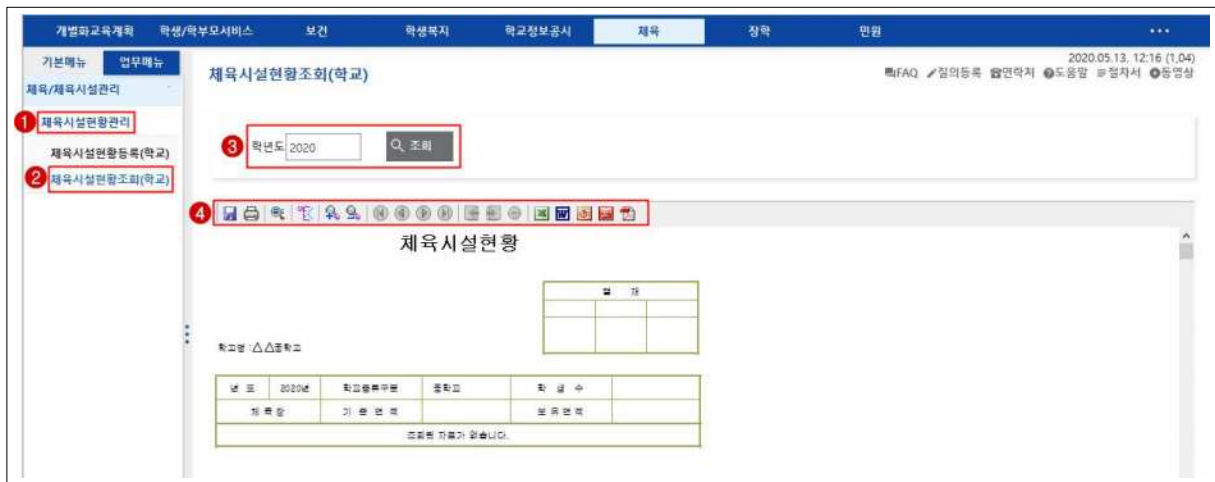 개별화교육계획 학생/학부모서비스 보건 학생복지 학교정보공시 체육 장학 민원
기본메뉴 업무메뉴
2020.05.13. 12:16 (1,04)
체육시설현황조회(학교)
FAQ 질의등록 연락처 도움말 절차서 동영상
체육/체육시설관리
1 체육시설현황관리
체육시설현황등록(학교)
2 체육시설현황조회(학교)
3 학년도 2020 조회
4
체육시설현황
결 재
학교명 :△△중학교
년 도 2020년 학교종류구분 중학교 학 급 수
체 육 장 기 준 면 적 보 유 면 적
조회된 자료가 없습니다.